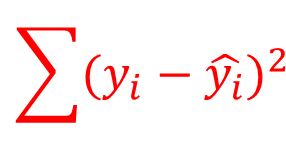 ∑(yᵢ − ŷᵢ)²